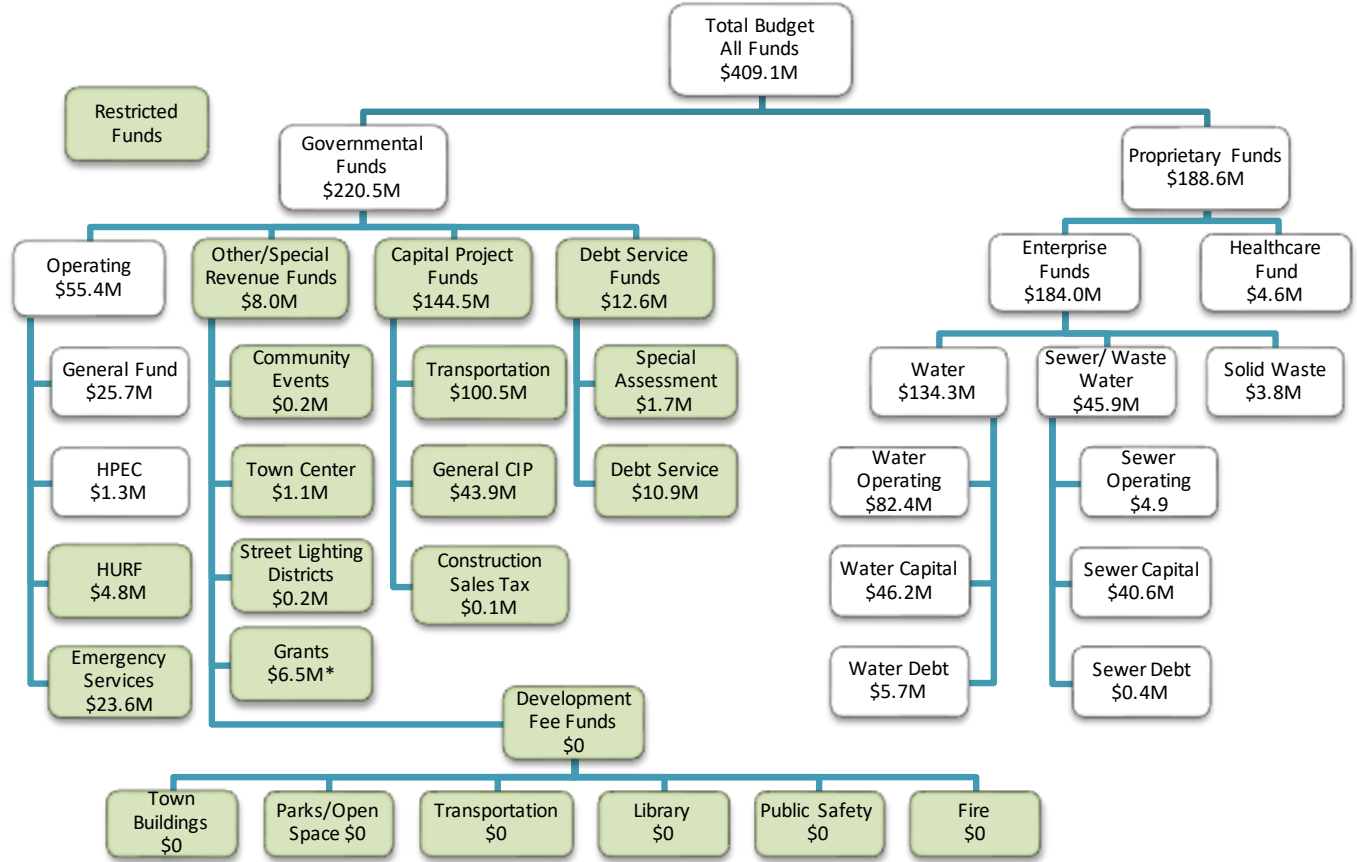 Total Budget
All Funds
$409.1M
Restricted
Funds
Governmental
Funds
$220.5M
Proprietary Funds
$188.6M
Operating
$55.4M
Other/Special
Revenue Funds
$8.0M
Capital Project
Funds
$144.5M
Debt Service
Funds
$12.6M
Enterprise
Funds
$184.0M
Healthcare
Fund
$4.6M
General Fund
$25.7M
Community
Events
$0.2M
Transportation
$100.5M
Special
Assessment
$1.7M
Water
$134.3M
Sewer/ Waste
Water
$45.9M
Solid Waste
$3.8M
HPEC
$1.3M
Town Center
$1.1M
General CIP
$43.9M
Debt Service
$10.9M
Water
Operating
$82.4M
Sewer
Operating
$4.9
HURF
$4.8M
Street Lighting
Districts
$0.2M
Construction
Sales Tax
$0.1M
Water Capital
$46.2M
Sewer Capital
$40.6M
Emergency
Services
$23.6M
Grants
$6.5M*
Water Debt
$5.7M
Sewer Debt
$0.4M
Development
Fee Funds
$0
Town
Buildings
$0
Parks/Open
Space $0
Transportation
$0
Library
$0
Public Safety
$0
Fire
$0